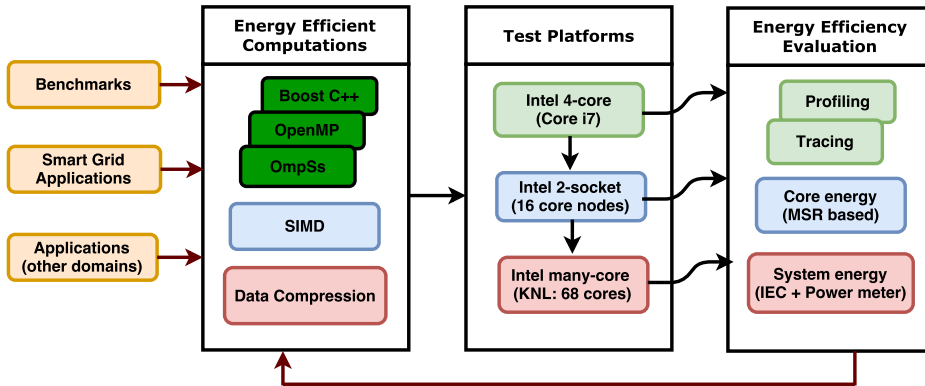 Benchmarks
Smart Grid
Applications
Applications
(other domains)
Energy Efficient
Computations
Boost C++
OpenMP
OmpSs
SIMD
Data Compression
Test Platforms
Intel 4-core
(Core i7)
Intel 2-socket
(16 core nodes)
Intel many-core
(KNL: 68 cores)
Energy Efficiency
Evaluation
Profiling
Tracing
Core energy
(MSR based)
System energy
(IEC + Power meter)